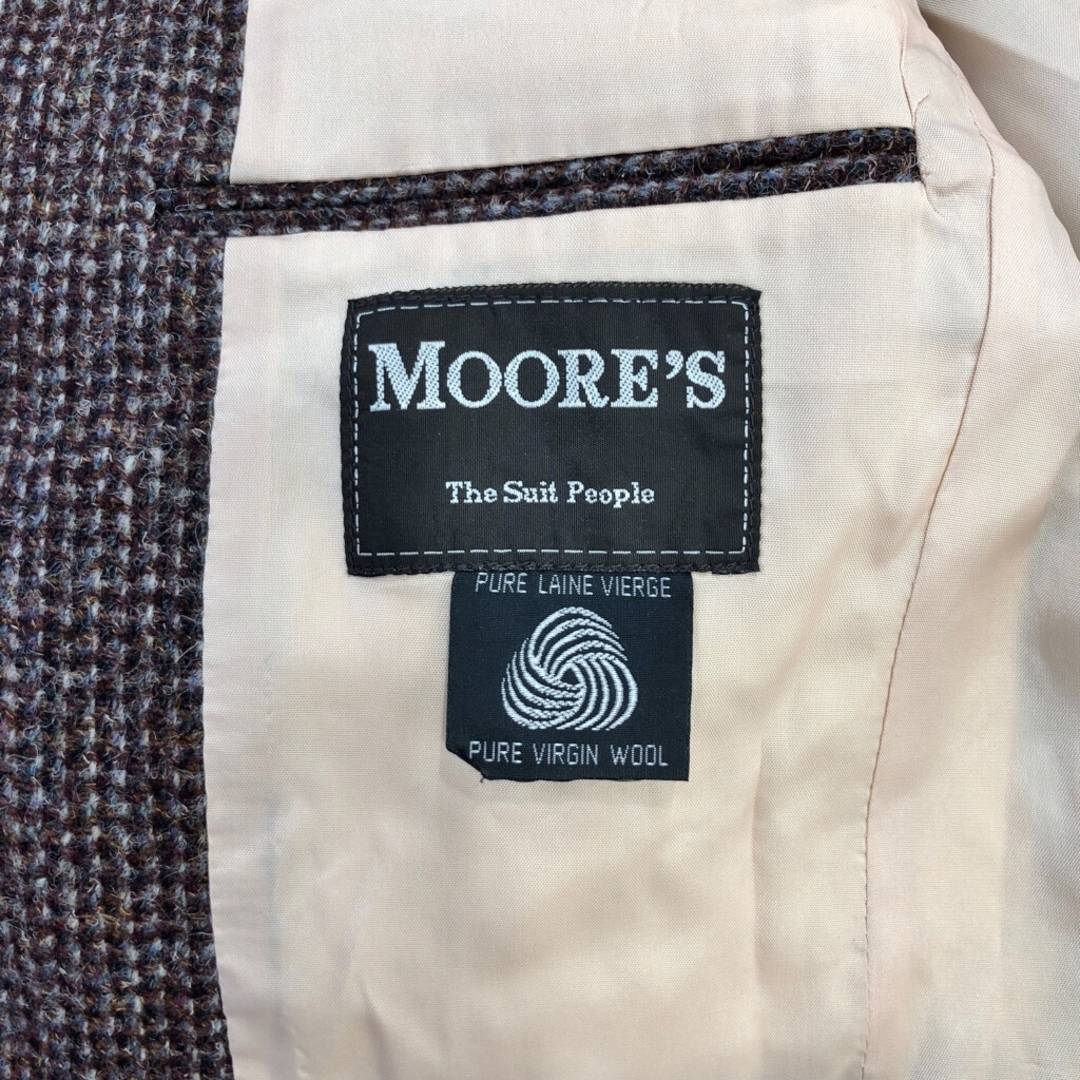 MOORE'S
The Suit People
PURE LAINE VIERGE
PURE VIRGIN WOOL